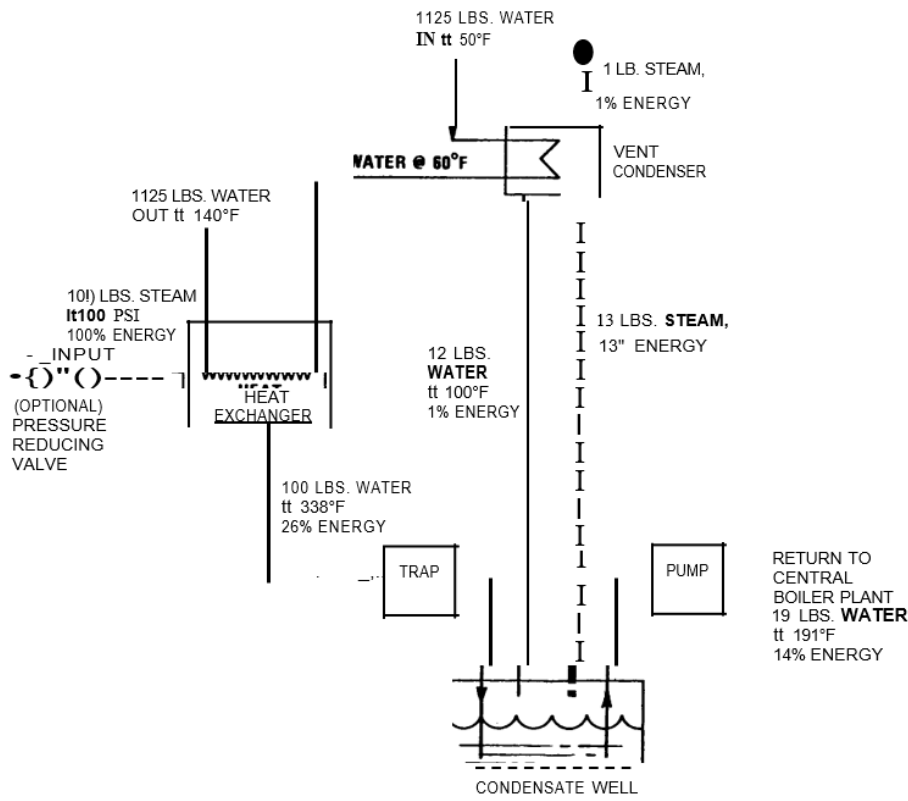 1125 LBS. WATER
IN tt 50°F
1 LB. STEAM,
1% ENERGY
VENT
CONDENSER
WATER @ 60°F
1125 LBS. WATER
OUT tt 140°F
10!) LBS. STEAM
lt100 PSI
100% ENERGY
- _INPUT
(OPTIONAL)
PRESSURE
REDUCING
VALVE
HEAT
EXCHANGER
13 LBS. STEAM,
13" ENERGY
12 LBS.
WATER
tt 100°F
1% ENERGY
100 LBS. WATER
tt 338°F
26% ENERGY
TRAP
PUMP
RETURN TO
CENTRAL
BOILER PLANT
19 LBS. WATER
tt 191°F
14% ENERGY
CONDENSATE WELL